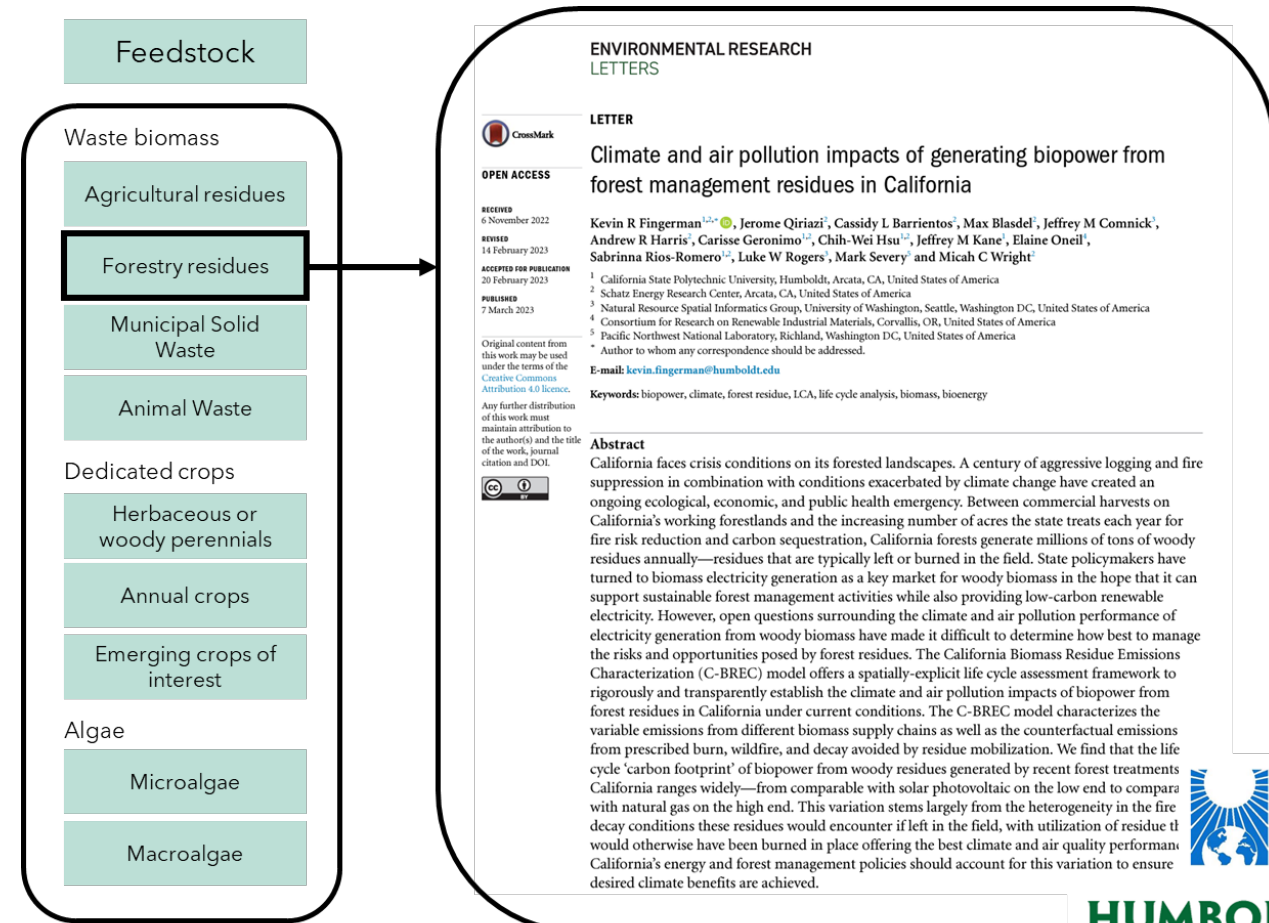 Feedstock
Waste biomass
Agricultural residues
Forestry residues
Municipal Solid
Waste
Animal Waste
Dedicated crops
Herbaceous or
woody perennials
Annual crops
Emerging crops of
interest
Algae
Microalgae
Macroalgae
ENVIRONMENTAL RESEARCH
LETTERS
CrossMark
OPEN ACCESS
RECEIVED
6 November 2022
REVISED
14 February 2023
ACCEPTED FOR PUBLICATION
20 February 2023
PUBLISHED
7 March 2023
Original content from
this work may be used
under the terms of the
Creative Commons
Attribution 4.0 licence.
Any further distribution
of this work must
maintain attribution to
the author(s) and the title
of the work, journal
citation and DOI.
cc BY
LETTER
Climate and air pollution impacts of generating biopower from
forest management residues in California
Kevin R Fingerman1,2,* iD, Jerome Qiriazi2, Cassidy L Barrientos2, Max Blasdel2, Jeffrey M Comnick3,
Andrew R Harris2, Carisse Geronimo1,2, Chih-Wei Hsu1,2, Jeffrey M Kane1, Elaine Oneil4,
Sabrinna Rios-Romero1,2, Luke W Rogers3, Mark Severy5 and Micah C Wright2
1 California State Polytechnic University, Humboldt, Arcata, CA, United States of America
2 Schatz Energy Research Center, Arcata, CA, United States of America
3 Natural Resource Spatial Informatics Group, University of Washington, Seattle, Washington DC, United States of America
4 Consortium for Research on Renewable Industrial Materials, Corvallis, OR, United States of America
5 Pacific Northwest National Laboratory, Richland, Washington DC, United States of America
* Author to whom any correspondence should be addressed.
E-mail: kevin.fingerman@humboldt.edu
Keywords: biopower, climate, forest residue, LCA, life cycle analysis, biomass, bioenergy
Abstract
California faces crisis conditions on its forested landscapes. A century of aggressive logging and fire
suppression in combination with conditions exacerbated by climate change have created an
ongoing ecological, economic, and public health emergency. Between commercial harvests on
California's working forestlands and the increasing number of acres the state treats each year for
fire risk reduction and carbon sequestration, California forests generate millions of tons of woody
residues annually—residues that are typically left or burned in the field. State policymakers have
turned to biomass electricity generation as a key market for woody biomass in the hope that it can
support sustainable forest management activities while also providing low-carbon renewable
electricity. However, open questions surrounding the climate and air pollution performance of
electricity generation from woody biomass have made it difficult to determine how best to manage
the risks and opportunities posed by forest residues. The California Biomass Residue Emissions
Characterization (C-BREC) model offers a spatially-explicit life cycle assessment framework to
rigorously and transparently establish the climate and air pollution impacts of biopower from
forest residues in California under current conditions. The C-BREC model characterizes the
variable emissions from different biomass supply chains as well as the counterfactual emissions
from prescribed burn, wildfire, and decay avoided by residue mobilization. We find that the life
cycle 'carbon footprint' of biopower from woody residues generated by recent forest treatments
California ranges widely—from comparable with solar photovoltaic on the low end to compara
with natural gas on the high end. This variation stems largely from the heterogeneity in the fire
decay conditions these residues would encounter if left in the field, with utilization of residue th
would otherwise have been burned in place offering the best climate and air quality performanc
California's energy and forest management policies should account for this variation to ensure
desired climate benefits are achieved.